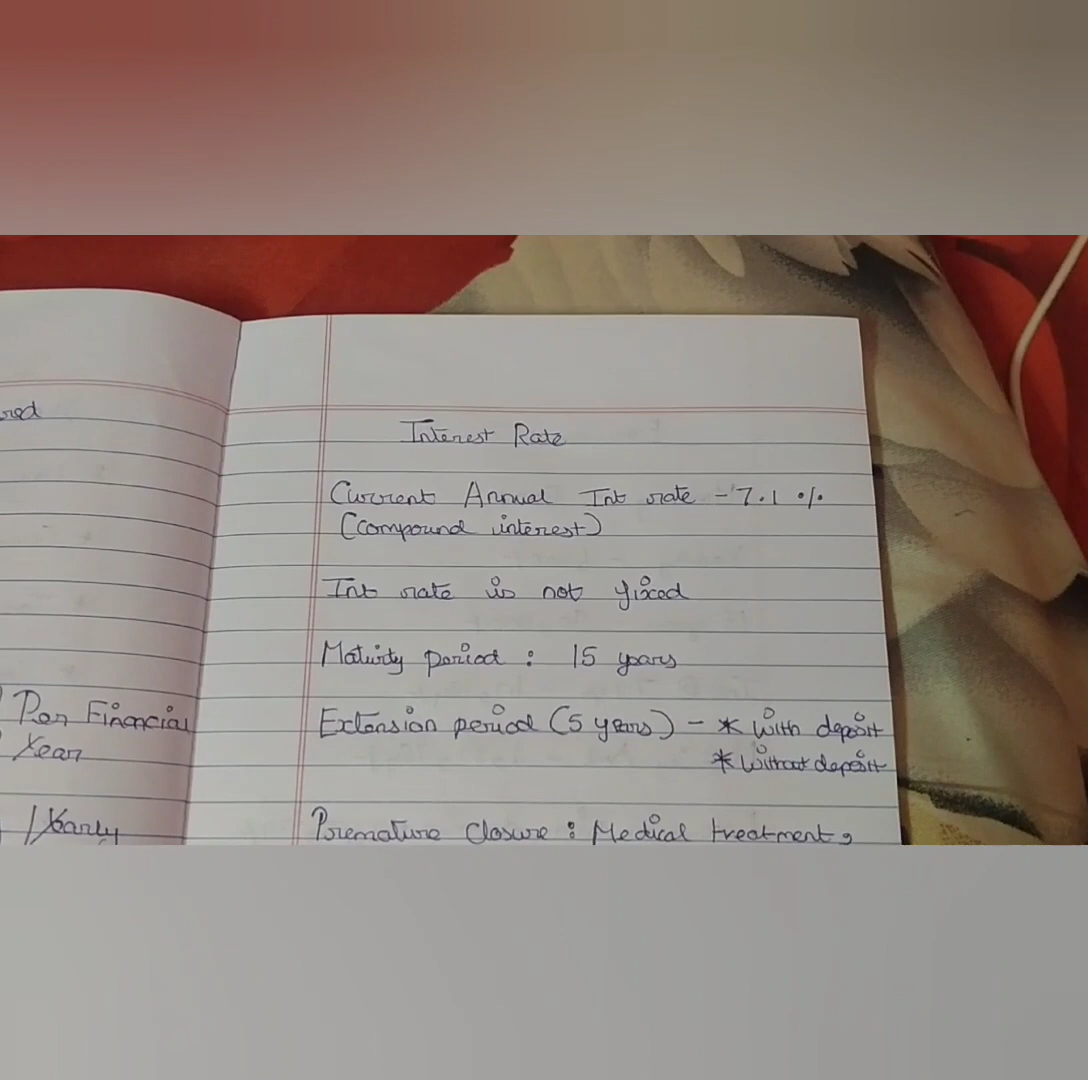 Interest Rate
Current Annual Int rate - 7.1 %
(compound interest)
Int rate is not fixed
Maturity period : 15 years
Extension period (5 years) - * With deposit
* Without deposit
Premature Closure : Medical treatment,
Per Financial
Year
/ Yearly